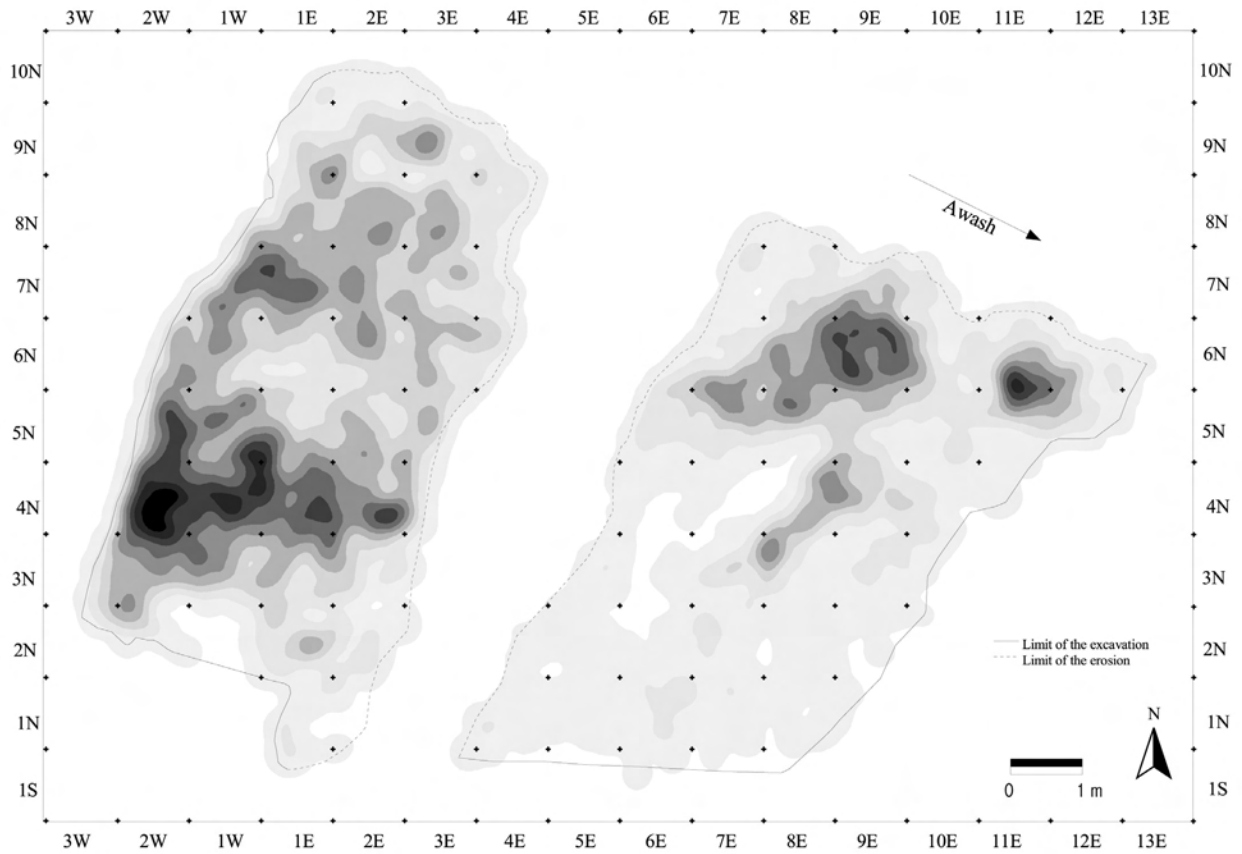 3W 2W 1W 1E 2E 3E 4E 5E 6E 7E 8E 9E 10E 11E 12E 13E
10N 10N
9N 9N
8N 8N
Awash
7N 7N
6N 6N
5N 5N
4N 4N
3N 3N
Limit of the excavation
2N 2N
Limit of the erosion
1N N 1N
1S 0 1 m 1S
3W 2W 1W 1E 2E 3E 4E 5E 6E 7E 8E 9E 10E 11E 12E 13E